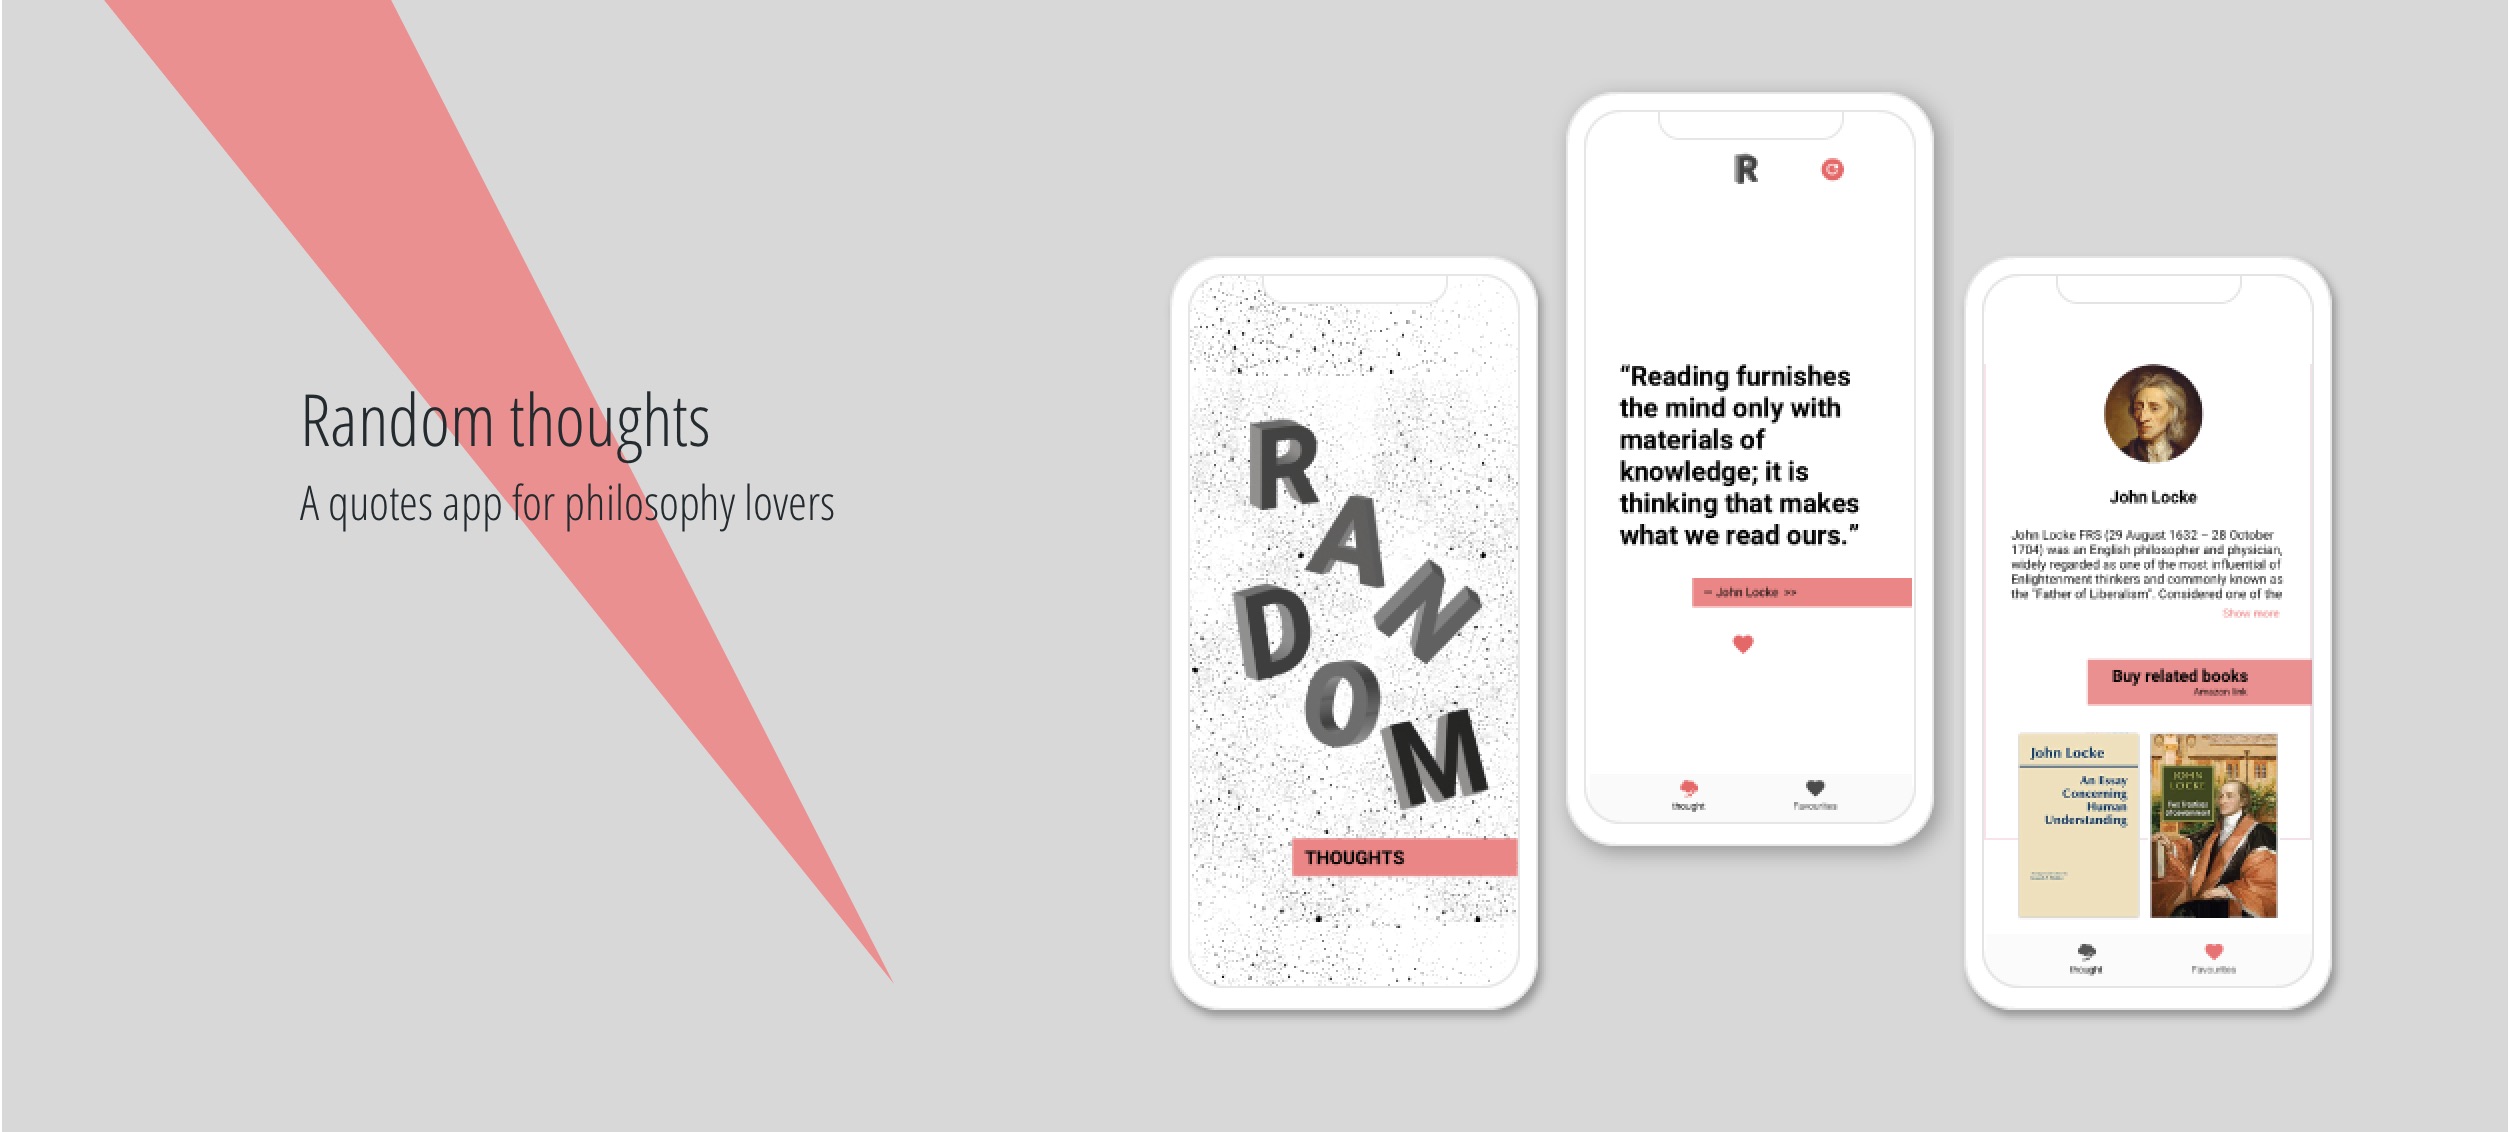 Random thoughts
A quotes app for philosophy lovers
R
A
N
D
O
M
THOUGHTS
R
“Reading furnishes
the mind only with
materials of
knowledge; it is
thinking that makes
what we read ours.”
– John Locke >>
thought
Favourites
John Locke
John Locke FRS (29 August 1632 – 28 October
1704) was an English philosopher and physician,
widely regarded as one of the most influential of
Enlightenment thinkers and commonly known as
the "Father of Liberalism". Considered one of the
Show more
Buy related books
Amazon link
John Locke
An Essay
Concerning
Human
Understanding
JOHN
LOCKE
Two Treatises
of Government
thought
Favourites